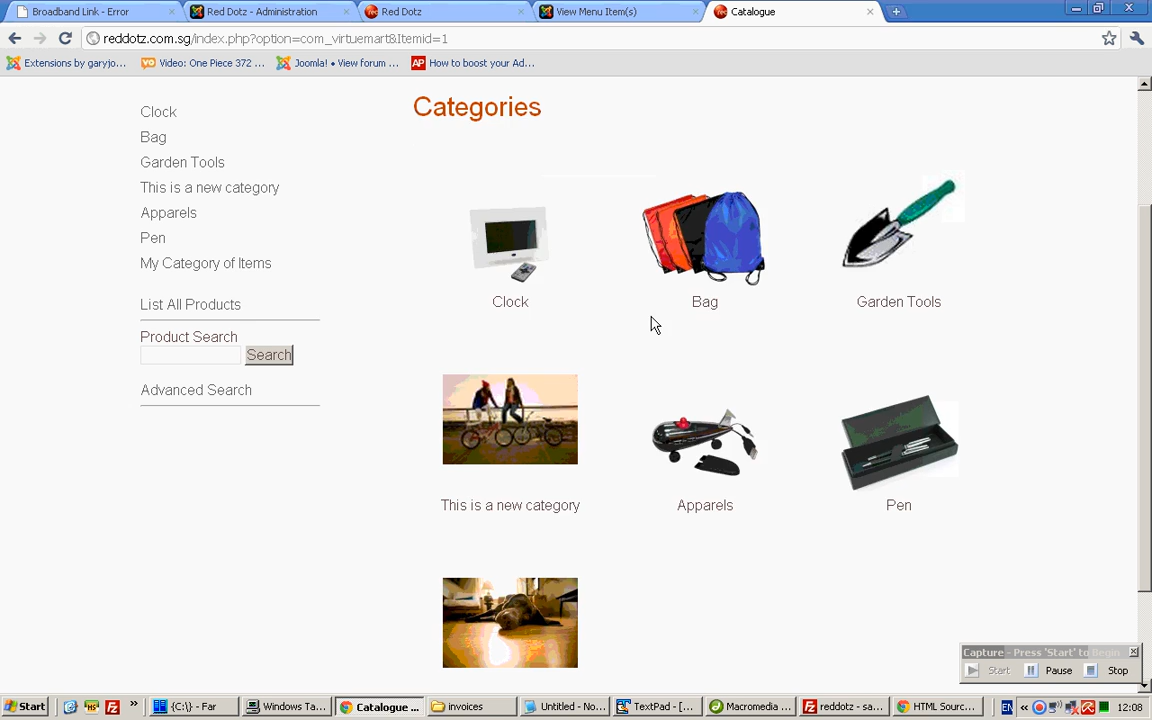 Broadband Link - Error
Red Dotz - Administration
Red Dotz
View Menu Item(s)
Catalogue
reddotz.com.sg/index.php?option=com_virtuemart&Itemid=1
Extensions by garyjo...
Video: One Piece 372 ...
Joomla! • View forum ...
How to boost your Ad...
Categories
Clock
Bag
Garden Tools
This is a new category
Apparels
Pen
My Category of Items
List All Products
Product Search
Search
Advanced Search
Clock
Bag
Garden Tools
This is a new category
Apparels
Pen
Capture - Press 'Start' to Begin
Start
Pause
Stop
Start
{C:\} - Far
Windows Ta...
Catalogue ...
invoices
Untitled - No...
TextPad - [...
Macromedia ...
reddotz - sa...
HTML Sourc...
EN
12:08